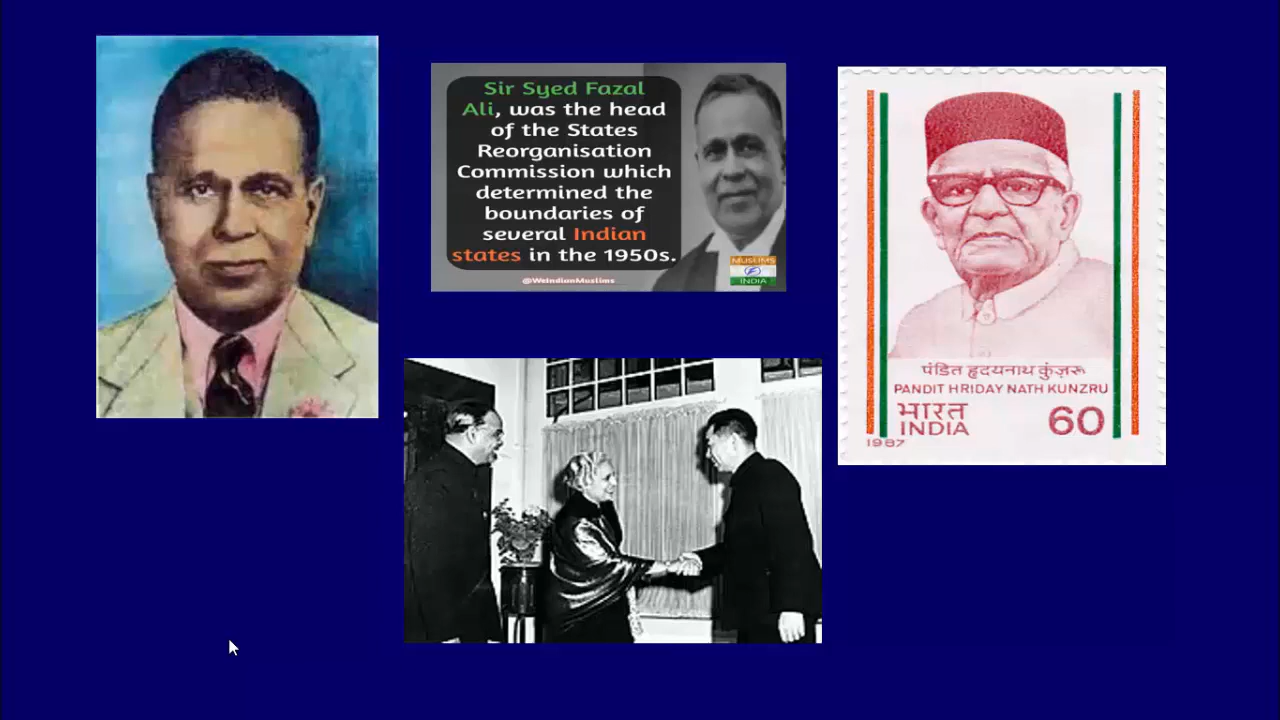 Sir Syed Fazal
Ali, was the head
of the States
Reorganisation
Commission which
determined the
boundaries of
several Indian
states in the 1950s.
@WeIndianMuslims
MUSLIMS
INDIA
पंडित हृदयनाथ कुंज़रू
PANDIT HRIDAY NATH KUNZRU
भारत
INDIA 60
1987